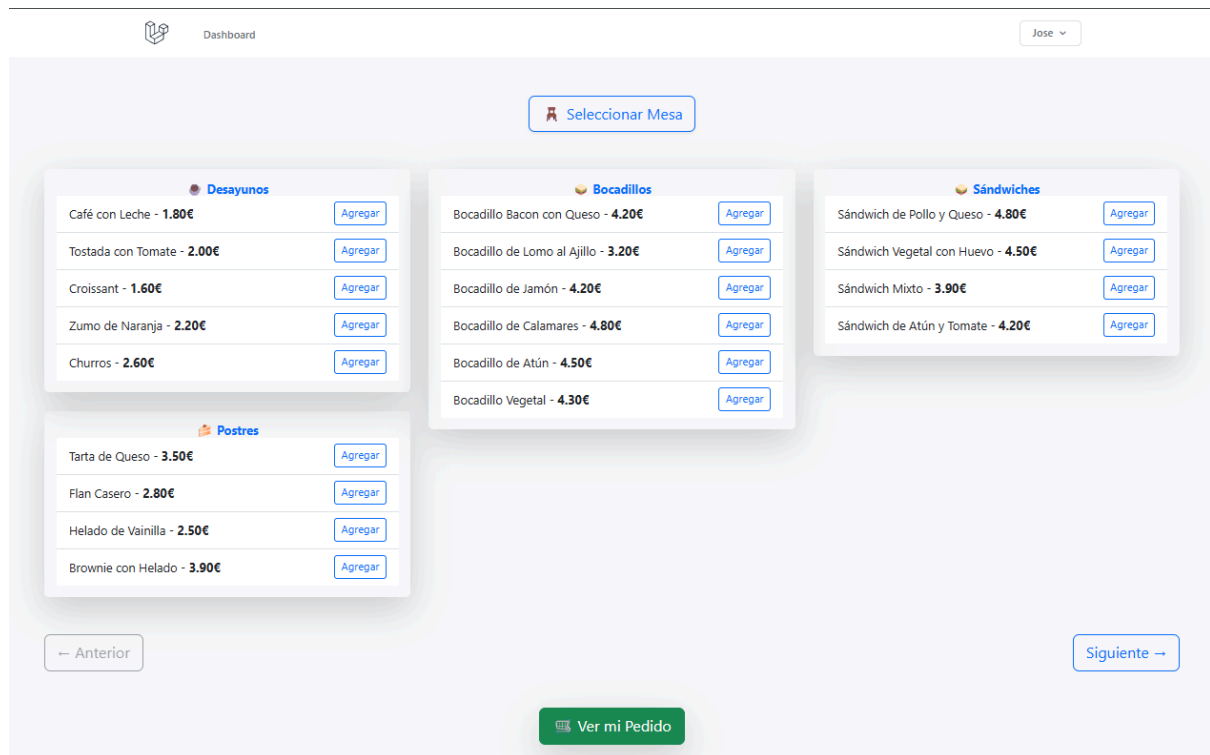 Dashboard
Jose
Seleccionar Mesa
Desayunos
Café con Leche - 1.80€ Agregar
Tostada con Tomate - 2.00€ Agregar
Croissant - 1.60€ Agregar
Zumo de Naranja - 2.20€ Agregar
Churros - 2.60€ Agregar
Bocadillos
Bocadillo Bacon con Queso - 4.20€ Agregar
Bocadillo de Lomo al Ajillo - 3.20€ Agregar
Bocadillo de Jamón - 4.20€ Agregar
Bocadillo de Calamares - 4.80€ Agregar
Bocadillo de Atún - 4.50€ Agregar
Bocadillo Vegetal - 4.30€ Agregar
Sándwiches
Sándwich de Pollo y Queso - 4.80€ Agregar
Sándwich Vegetal con Huevo - 4.50€ Agregar
Sándwich Mixto - 3.90€ Agregar
Sándwich de Atún y Tomate - 4.20€ Agregar
Postres
Tarta de Queso - 3.50€ Agregar
Flan Casero - 2.80€ Agregar
Helado de Vainilla - 2.50€ Agregar
Brownie con Helado - 3.90€ Agregar
← Anterior
Siguiente →
Ver mi Pedido